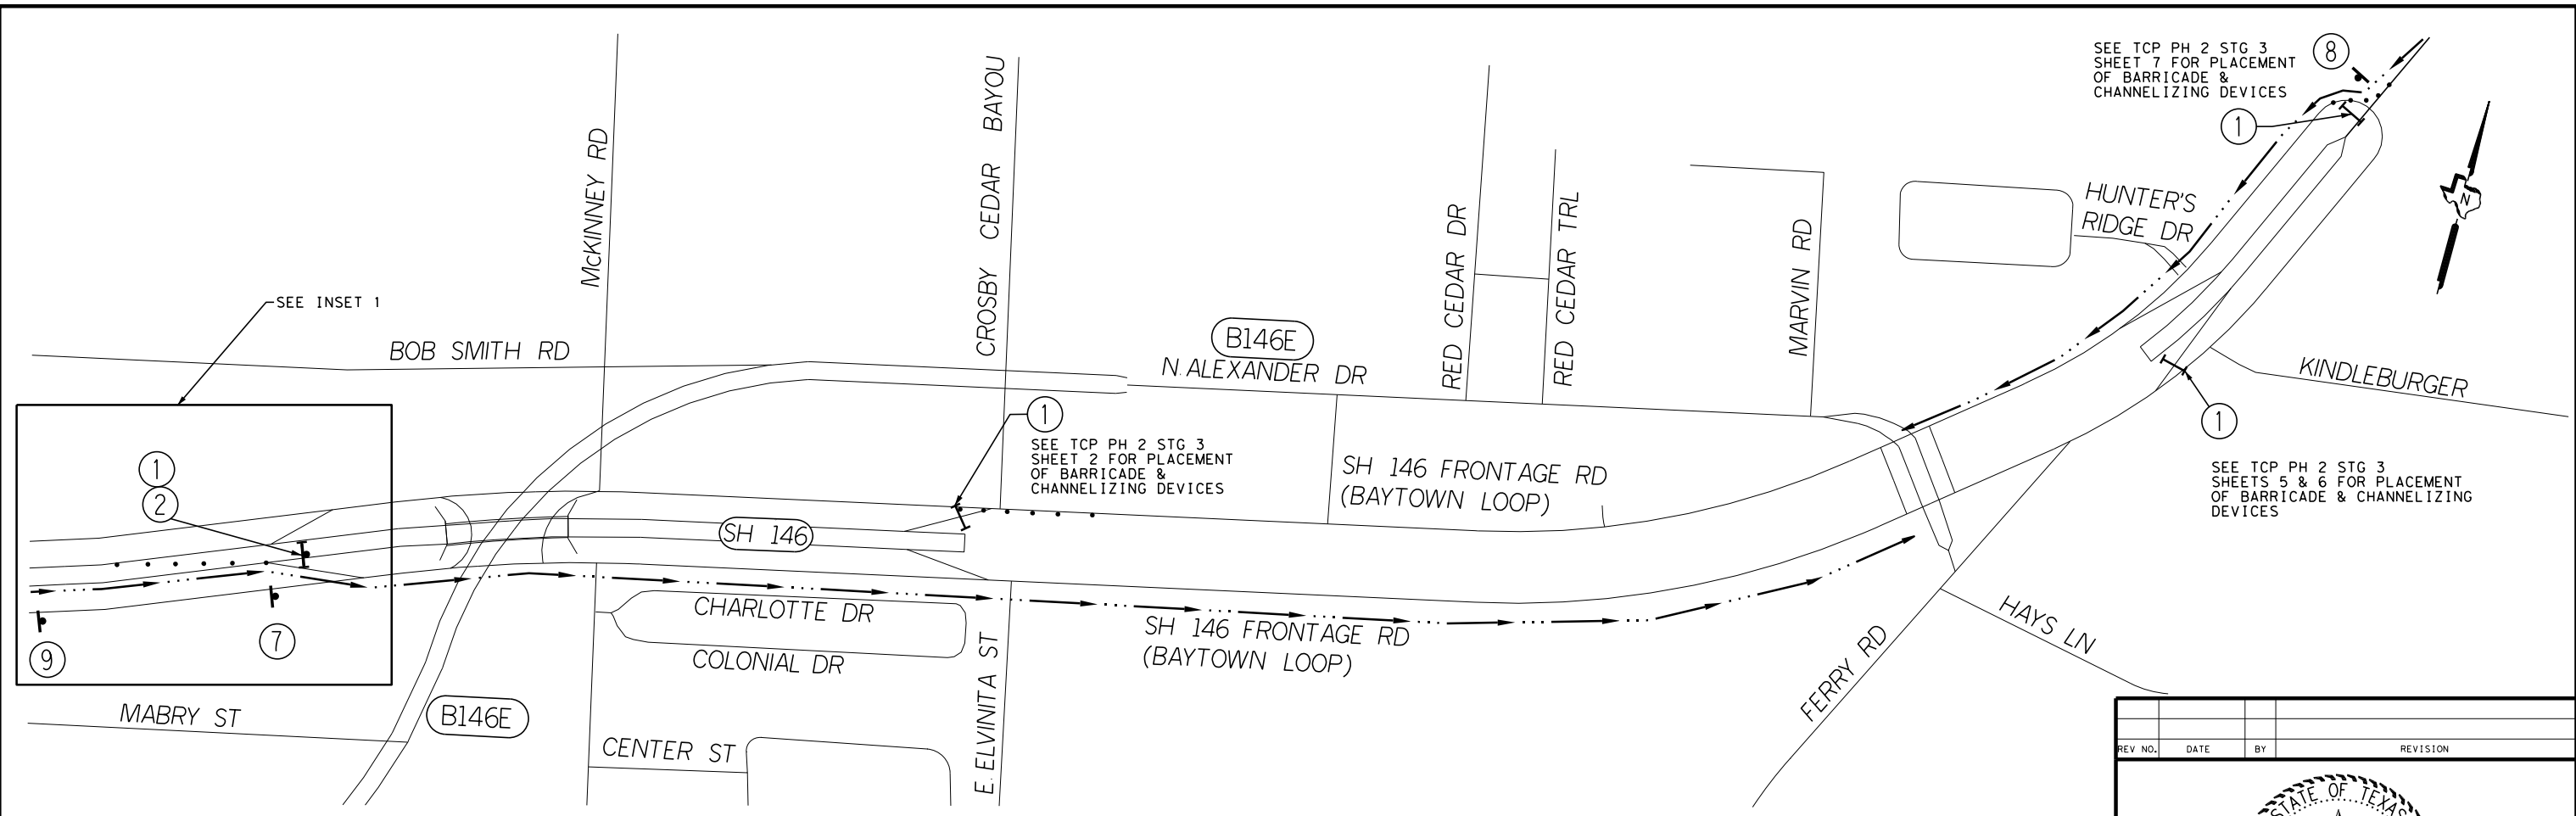 SEE TCP PH 2 STG 3
SHEET 7 FOR PLACEMENT
OF BARRICADE &
CHANNELIZING DEVICES
8
1
N
HUNTER'S
RIDGE DR
McKINNEY RD
CROSBY CEDAR BAYOU
RED CEDAR DR
RED CEDAR TRL
MARVIN RD
SEE INSET 1
BOB SMITH RD
B146E
N. ALEXANDER DR
KINDLEBURGER
1
SEE TCP PH 2 STG 3
SHEET 2 FOR PLACEMENT
OF BARRICADE &
CHANNELIZING DEVICES
1
SEE TCP PH 2 STG 3
SHEETS 5 & 6 FOR PLACEMENT
OF BARRICADE & CHANNELIZING
DEVICES
1
2
SH 146 FRONTAGE RD
(BAYTOWN LOOP)
SH 146
CHARLOTTE DR
COLONIAL DR
SH 146 FRONTAGE RD
(BAYTOWN LOOP)
HAYS LN
FERRY RD
7
9
MABRY ST
B146E
CENTER ST
E. ELVINITA ST
REV NO.
DATE
BY
REVISION
STATE OF TEXAS